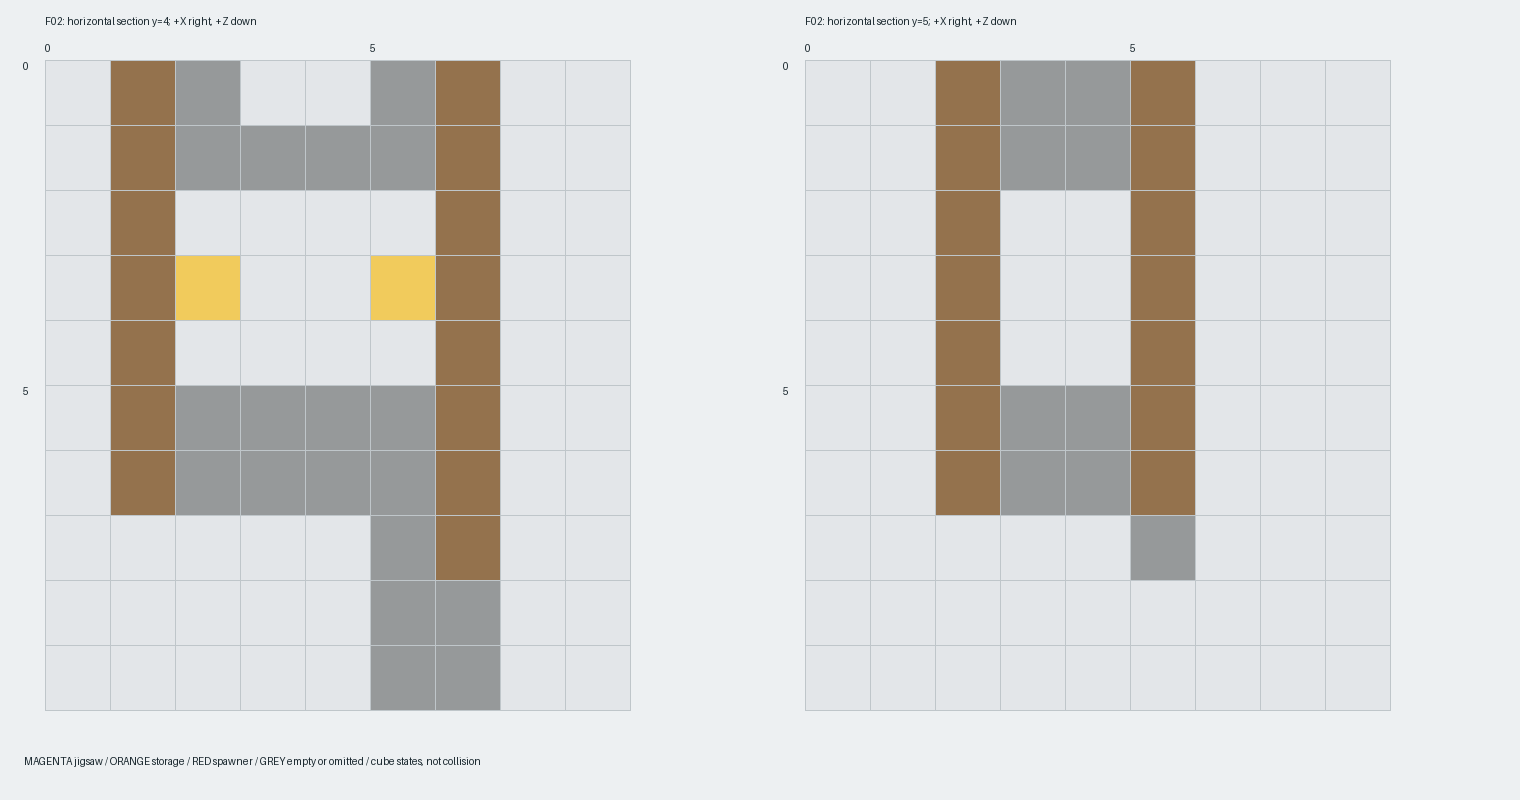 F02: horizontal section y=4; +X right, +Z down
F02: horizontal section y=5; +X right, +Z down
0 5
0 5
0
0
5
5
MAGENTA jigsaw / ORANGE storage / RED spawner / GREY empty or omitted / cube states, not collision